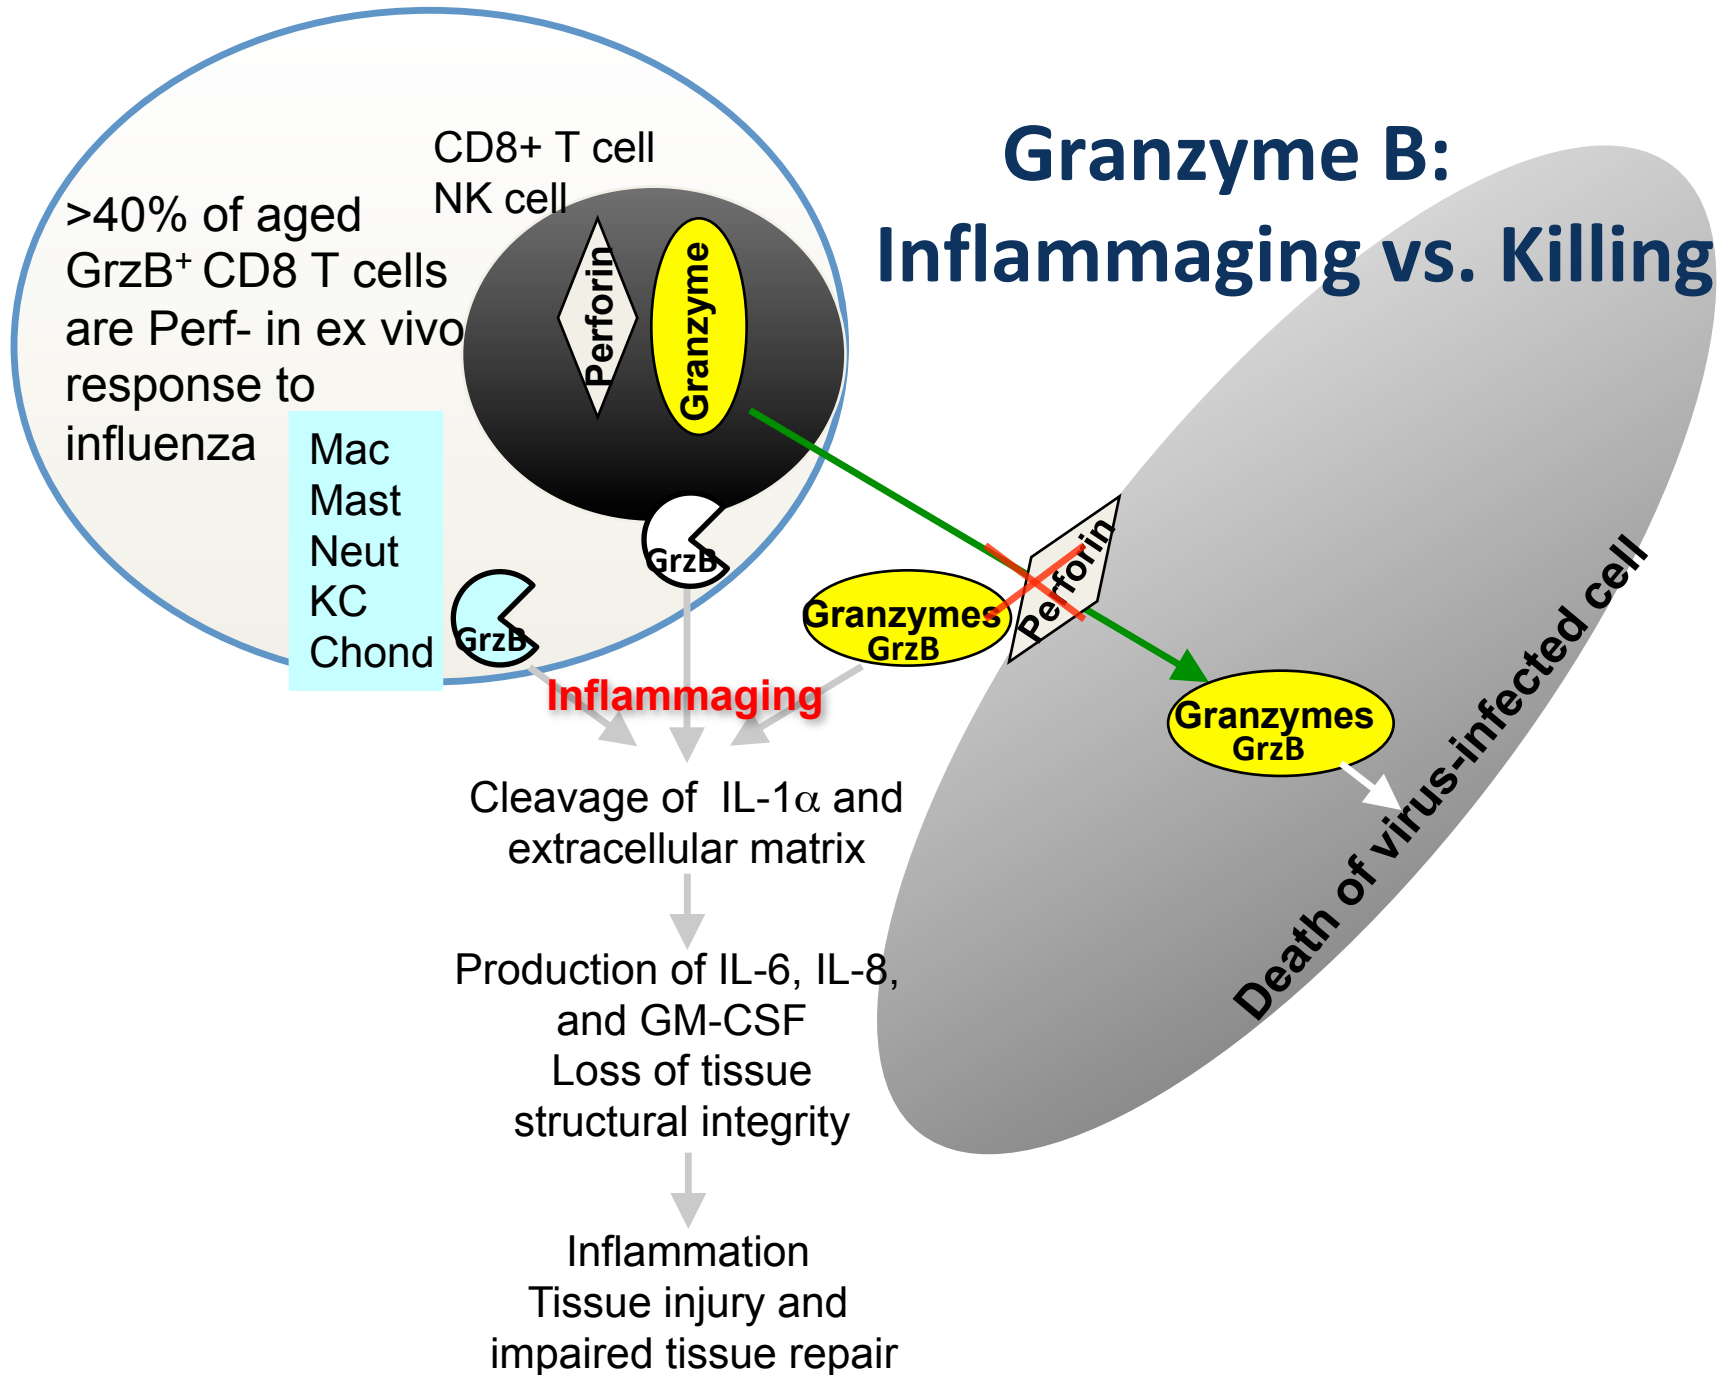 Granzyme B:
Inflammaging vs. Killing
CD8+ T cell
NK cell
>40% of aged
GrzB⁺ CD8 T cells
are Perf- in ex vivo
response to
influenza
Perforin
Granzyme
Mac
Mast
Neut
KC
Chond
GrzB
GrzB
Granzymes
GrzB
Perforin
Granzymes
GrzB
Death of virus-infected cell
Inflammaging
Cleavage of IL-1α and
extracellular matrix
Production of IL-6, IL-8,
and GM-CSF
Loss of tissue
structural integrity
Inflammation
Tissue injury and
impaired tissue repair